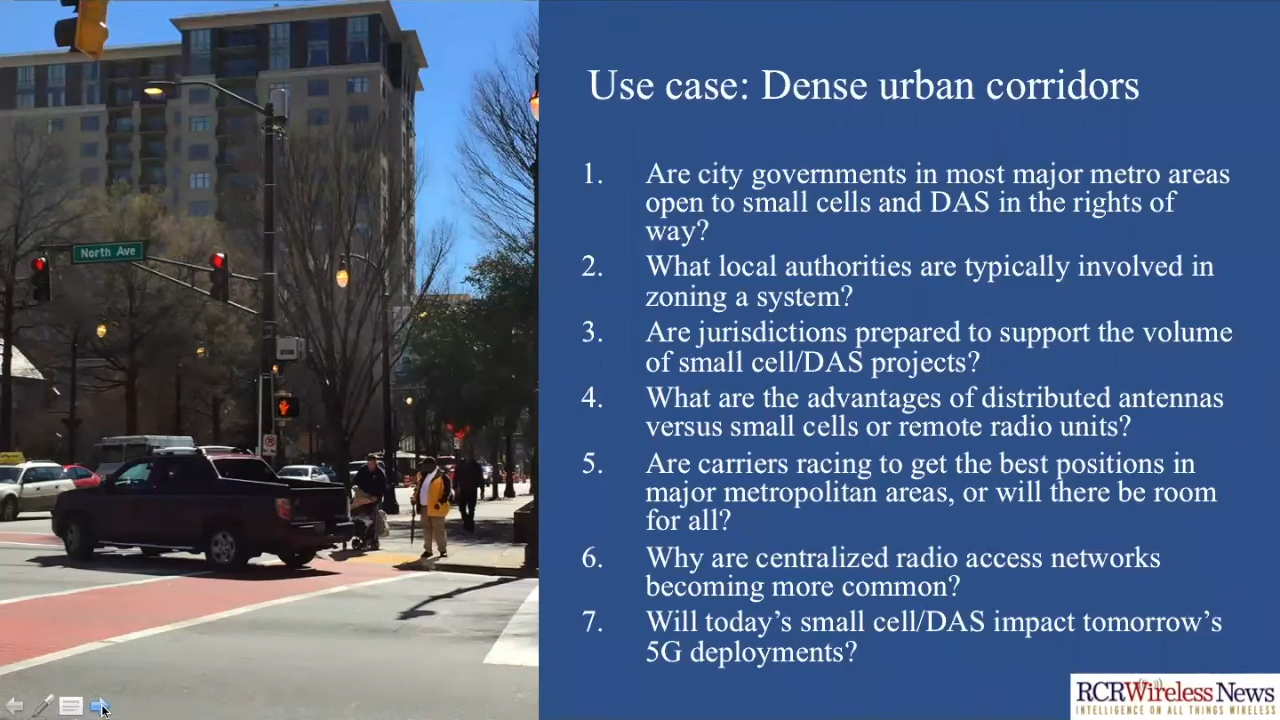 North Ave
Use case: Dense urban corridors
1. Are city governments in most major metro areas
open to small cells and DAS in the rights of
way?
2. What local authorities are typically involved in
zoning a system?
3. Are jurisdictions prepared to support the volume
of small cell/DAS projects?
4. What are the advantages of distributed antennas
versus small cells or remote radio units?
5. Are carriers racing to get the best positions in
major metropolitan areas, or will there be room
for all?
6. Why are centralized radio access networks
becoming more common?
7. Will today’s small cell/DAS impact tomorrow’s
5G deployments?
RCRWireless News
INTELLIGENCE ON ALL THINGS WIRELESS